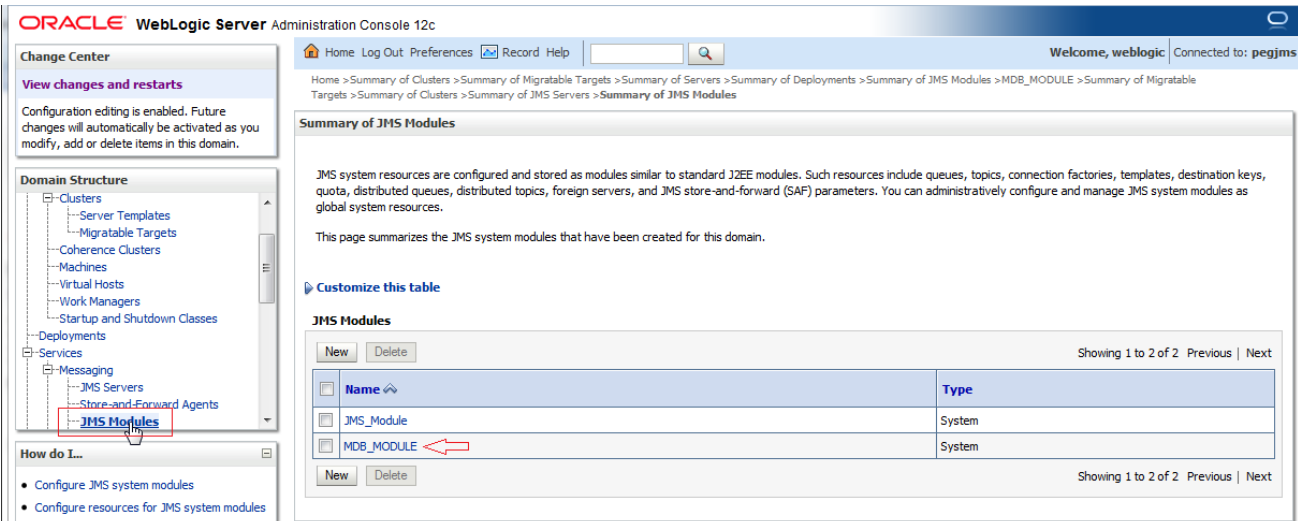 ORACLE WebLogic Server Administration Console 12c
Change Center
View changes and restarts
Configuration editing is enabled. Future
changes will automatically be activated as you
modify, add or delete items in this domain.
Domain Structure
Clusters
Server Templates
Migratable Targets
Coherence Clusters
Machines
Virtual Hosts
Work Managers
Startup and Shutdown Classes
Deployments
Services
Messaging
JMS Servers
Store-and-Forward Agents
JMS Modules
How do I...
Configure JMS system modules
Configure resources for JMS system modules
Home Log Out Preferences Record Help
Welcome, weblogic Connected to: pegjms
Home >Summary of Clusters >Summary of Migratable Targets >Summary of Servers >Summary of Deployments >Summary of JMS Modules >MDB_MODULE >Summary of Migratable
Targets >Summary of Clusters >Summary of JMS Servers >Summary of JMS Modules
Summary of JMS Modules
JMS system resources are configured and stored as modules similar to standard J2EE modules. Such resources include queues, topics, connection factories, templates, destination keys,
quota, distributed queues, distributed topics, foreign servers, and JMS store-and-forward (SAF) parameters. You can administratively configure and manage JMS system modules as
global system resources.
This page summarizes the JMS system modules that have been created for this domain.
Customize this table
JMS Modules
New Delete Showing 1 to 2 of 2 Previous | Next
Name Type
JMS_Module System
MDB_MODULE System
New Delete Showing 1 to 2 of 2 Previous | Next